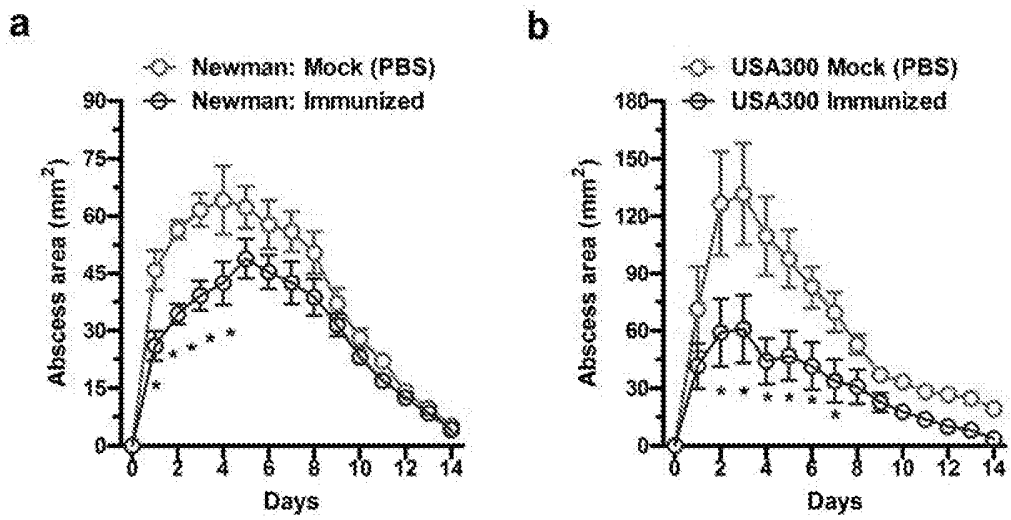 a
Newman: Mock (PBS)
Newman: Immunized
90
75
60
45
30
15
0
Abscess area (mm²)
* * * * *
0 2 4 6 8 10 12 14
Days
b
USA300 Mock (PBS)
USA300 Immunized
180
150
120
90
60
30
0
Abscess area (mm²)
* * * * * *
0 2 4 6 8 10 12 14
Days